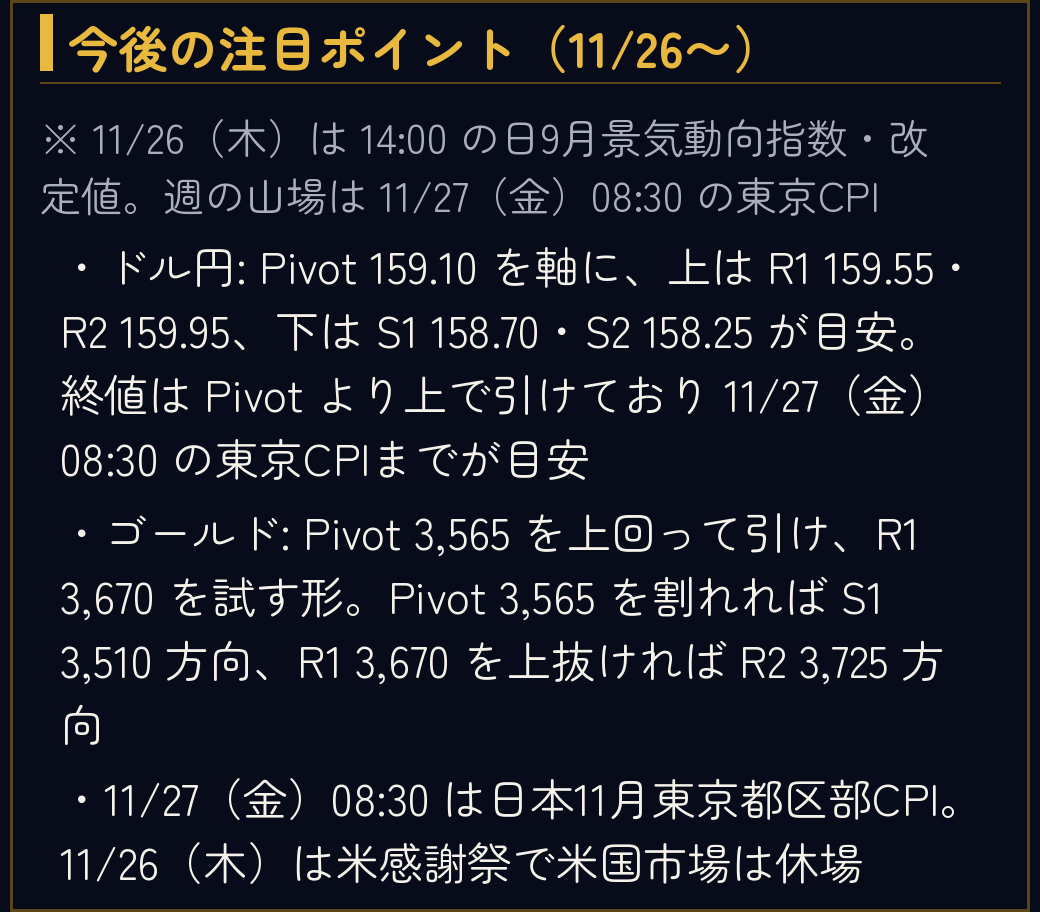 今後の注目ポイント（11/26〜）
※ 11/26（木）は 14:00 の日9月景気動向指数・改
定値。週の山場は 11/27（金）08:30 の東京CPI
・ドル円: Pivot 159.10 を軸に、上は R1 159.55・
R2 159.95、下は S1 158.70・S2 158.25 が目安。
終値は Pivot より上で引けており 11/27（金）
08:30 の東京CPIまでが目安
・ゴールド: Pivot 3,565 を上回って引け、R1
3,670 を試す形。Pivot 3,565 を割れれば S1
3,510 方向、R1 3,670 を上抜ければ R2 3,725 方
向
・11/27（金）08:30 は日本11月東京都区部CPI。
11/26（木）は米感謝祭で米国市場は休場